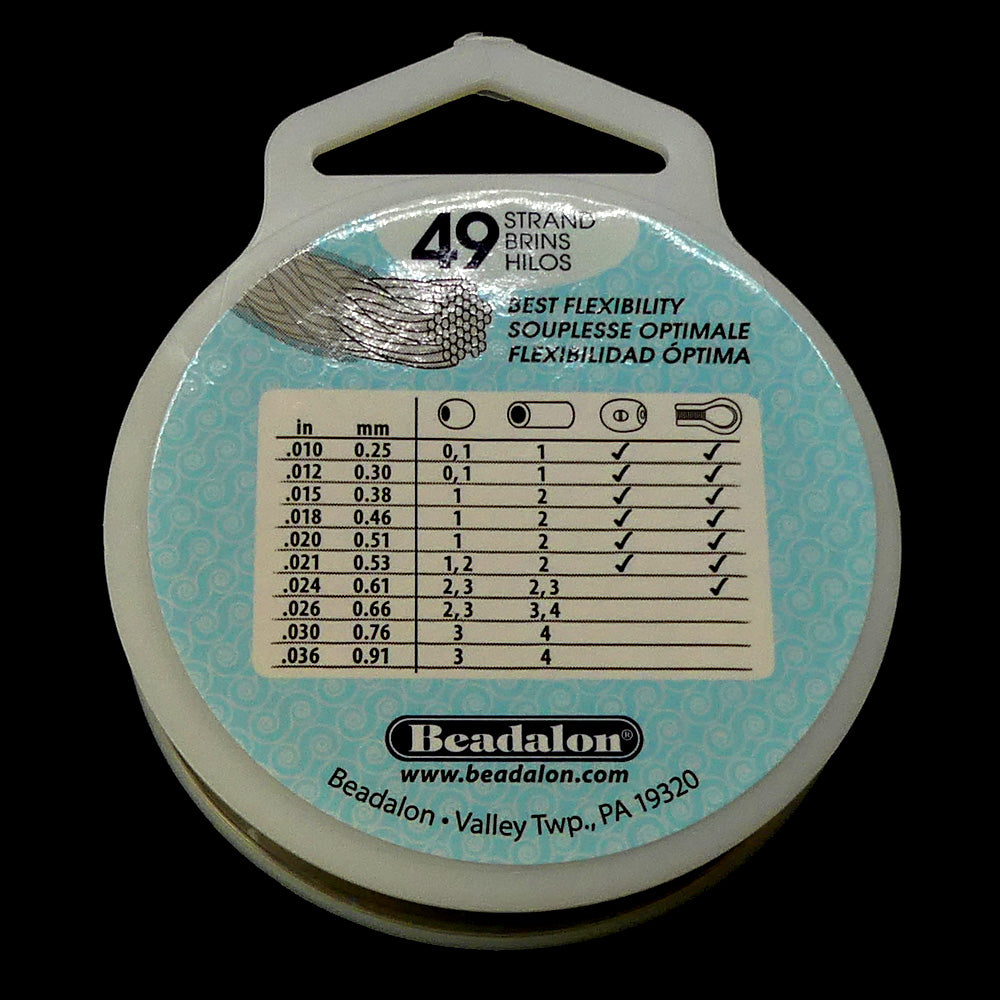 49 STRAND
BRINS
HILOS
BEST FLEXIBILITY
SOUPLESSE OPTIMALE
FLEXIBILIDAD ÓPTIMA
in mm
.010 0.25 0,1 1 ✓ ✓
.012 0.30 0,1 1 ✓ ✓
.015 0.38 1 2 ✓ ✓
.018 0.46 1 2 ✓ ✓
.020 0.51 1 2 ✓ ✓
.021 0.53 1,2 2 ✓ ✓
.024 0.61 2,3 2,3 ✓
.026 0.66 2,3 3,4
.030 0.76 3 4
.036 0.91 3 4
Beadalon®
www.beadalon.com
Beadalon • Valley Twp., PA 19320